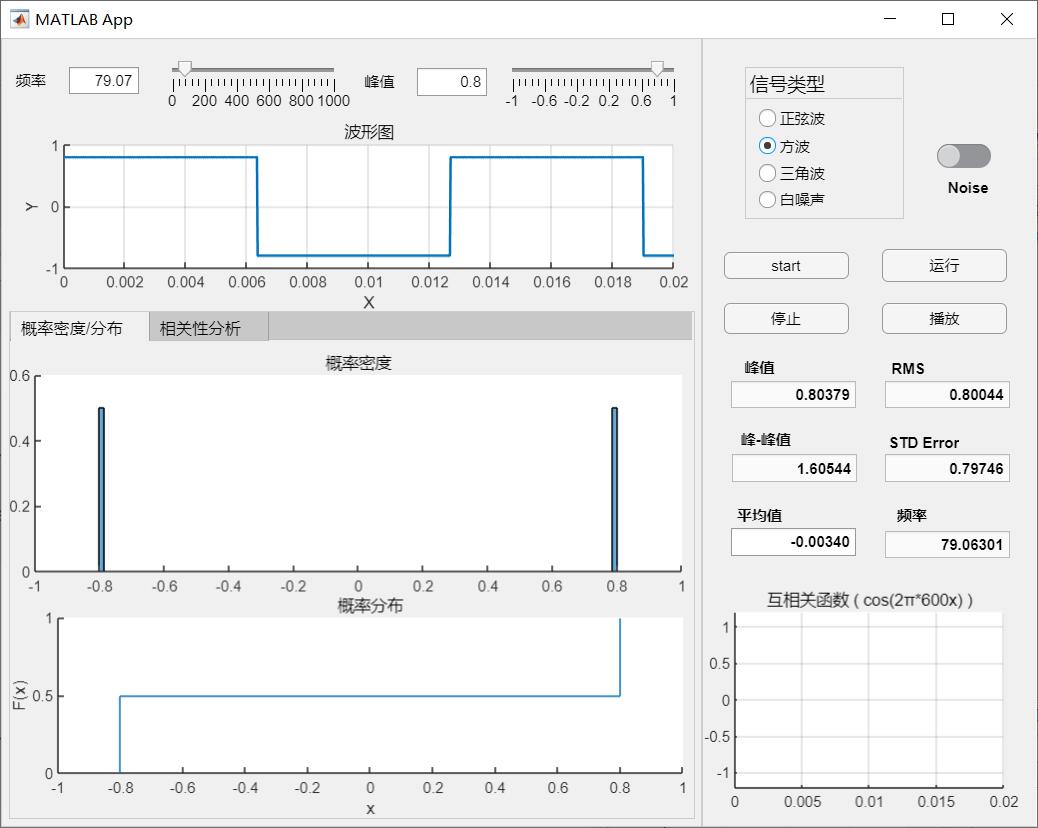 MATLAB App
频率 79.07
0 200 400 600 800 1000
峰值 0.8
-1 -0.6 -0.2 0.2 0.6 1
波形图
1
0
-1
Y
0 0.002 0.004 0.006 0.008 0.01 0.012 0.014 0.016 0.018 0.02
X
概率密度/分布 相关性分析
概率密度
0.6
0.4
0.2
0
-1 -0.8 -0.6 -0.4 -0.2 0 0.2 0.4 0.6 0.8 1
概率分布
1
0.5
0
F(x)
-1 -0.8 -0.6 -0.4 -0.2 0 0.2 0.4 0.6 0.8 1
x
信号类型
正弦波
方波
三角波
白噪声
Noise
start 运行
停止 播放
峰值 RMS
0.80379 0.80044
峰-峰值 STD Error
1.60544 0.79746
平均值 频率
-0.00340 79.06301
互相关函数 ( cos(2π*600x) )
1
0.5
0
-0.5
-1
0 0.005 0.01 0.015 0.02